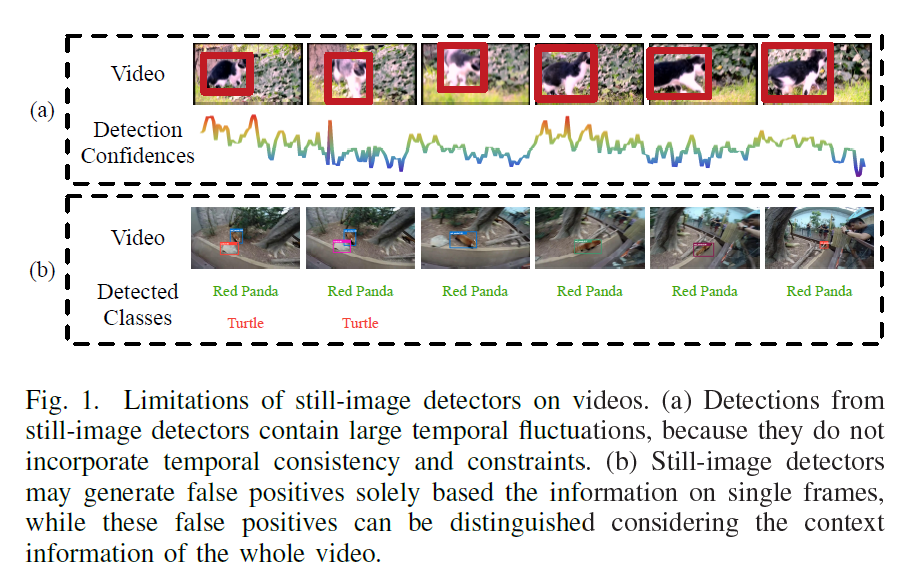 (a)
Video
Detection
Confidences
(b)
Video
Detected
Classes
Red Panda Red Panda Red Panda Red Panda Red Panda Red Panda
Turtle Turtle
Fig. 1. Limitations of still-image detectors on videos. (a) Detections from
still-image detectors contain large temporal fluctuations, because they do not
incorporate temporal consistency and constraints. (b) Still-image detectors
may generate false positives solely based the information on single frames,
while these false positives can be distinguished considering the context
information of the whole video.